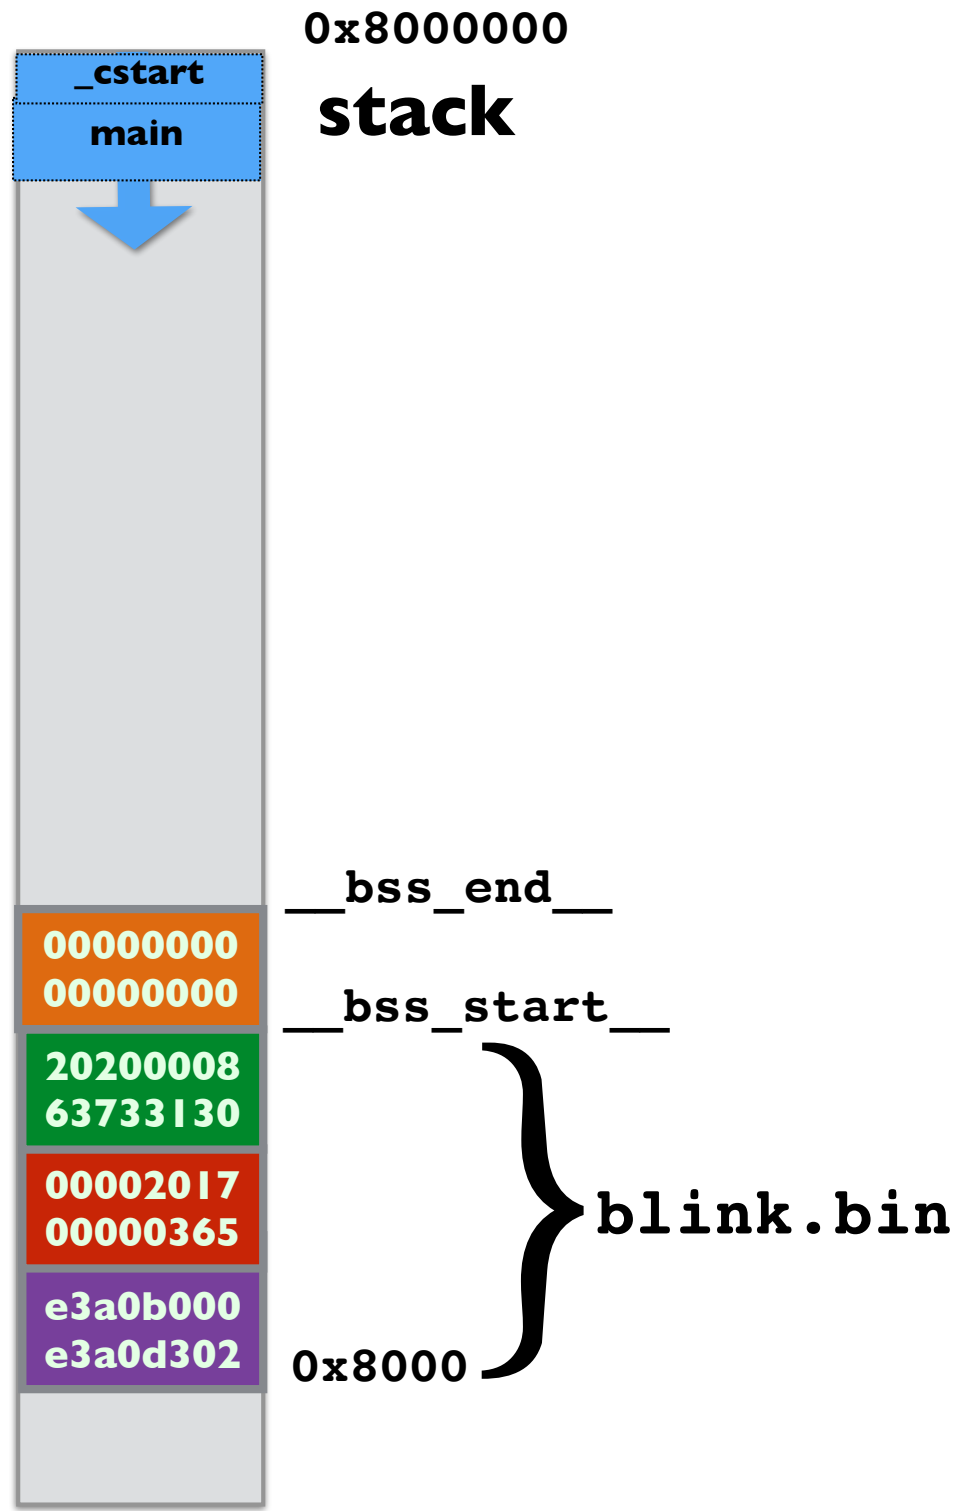 0x8000000
_cstart
stack
main
__bss_end__
00000000
00000000
__bss_start__
20200008
63733130
00002017
00000365
blink.bin
e3a0b000
e3a0d302
0x8000